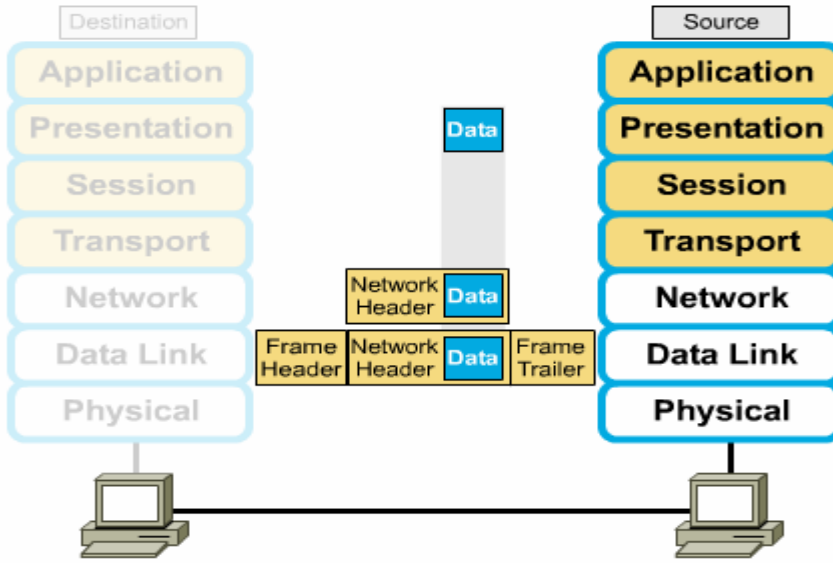 Destination
Source
Application
Presentation
Session
Transport
Network
Data Link
Physical
Data
Network
Header
Data
Frame
Header
Network
Header
Data
Frame
Trailer
Application
Presentation
Session
Transport
Network
Data Link
Physical